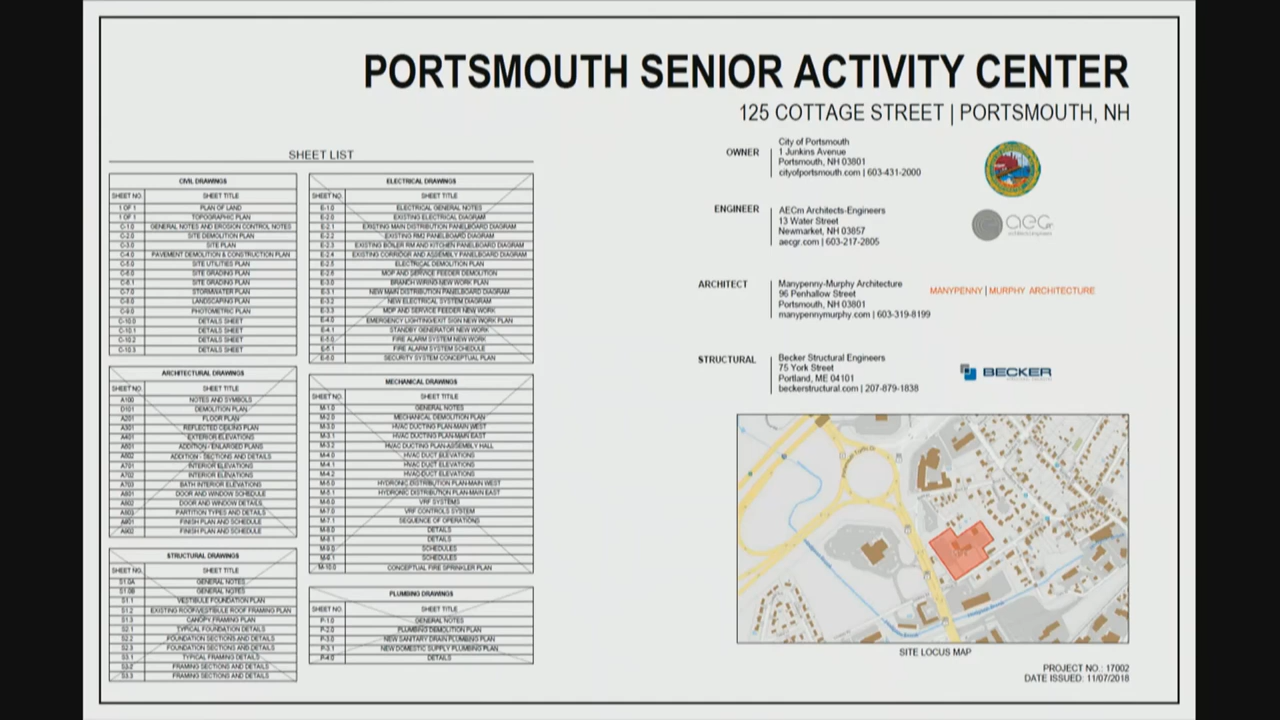 PORTSMOUTH SENIOR ACTIVITY CENTER
125 COTTAGE STREET | PORTSMOUTH, NH
SHEET LIST
CIVIL DRAWINGS
SHEET NO. SHEET TITLE
1 OF 1 PLAN OF LAND
1 OF 1 TOPOGRAPHIC PLAN
C-1.0 GENERAL NOTES AND EROSION CONTROL NOTES
C-2.0 SITE DEMOLITION PLAN
C-3.0 SITE PLAN
C-4.0 PAVEMENT DEMOLITION & CONSTRUCTION PLAN
C-5.0 SITE UTILITIES PLAN
C-6.0 SITE GRADING PLAN
C-6.1 SITE GRADING PLAN
C-7.0 STORMWATER PLAN
C-8.0 LANDSCAPING PLAN
C-9.0 PHOTOMETRIC PLAN
C-10.0 DETAILS SHEET
C-10.1 DETAILS SHEET
C-10.2 DETAILS SHEET
C-10.3 DETAILS SHEET
ARCHITECTURAL DRAWINGS
SHEET NO. SHEET TITLE
A100 NOTES AND SYMBOLS
D101 DEMOLITION PLAN
A201 FLOOR PLAN
A301 REFLECTED CEILING PLAN
A401 EXTERIOR ELEVATIONS
A601 ADDITION - ENLARGED PLANS
A602 ADDITION - SECTIONS AND DETAILS
A701 INTERIOR ELEVATIONS
A702 INTERIOR ELEVATIONS
A703 BATH INTERIOR ELEVATIONS
A801 DOOR AND WINDOW SCHEDULE
A802 DOOR AND WINDOW DETAILS
A803 PARTITION TYPES AND DETAILS
A901 FINISH PLAN AND SCHEDULE
A902 FINISH PLAN AND SCHEDULE
STRUCTURAL DRAWINGS
SHEET NO. SHEET TITLE
S1.0A GENERAL NOTES
S1.0B GENERAL NOTES
S1.1 VESTIBULE FOUNDATION PLAN
S1.2 EXISTING ROOF/VESTIBULE ROOF FRAMING PLAN
S1.3 CANOPY FRAMING PLAN
S2.1 TYPICAL FOUNDATION DETAILS
S2.2 FOUNDATION SECTIONS AND DETAILS
S2.3 FOUNDATION SECTIONS AND DETAILS
S3.1 TYPICAL FRAMING DETAILS
S3.2 FRAMING SECTIONS AND DETAILS
S3.3 FRAMING SECTIONS AND DETAILS
ELECTRICAL DRAWINGS
SHEET NO. SHEET TITLE
E-1.0 ELECTRICAL GENERAL NOTES
E-2.0 EXISTING ELECTRICAL DIAGRAM
E-2.1 EXISTING MAIN DISTRIBUTION PANELBOARD DIAGRAM
E-2.2 EXISTING RM2 PANELBOARD DIAGRAM
E-2.3 EXISTING BOILER RM AND KITCHEN PANELBOARD DIAGRAM
E-2.4 EXISTING CORRIDOR AND ASSEMBLY PANELBOARD DIAGRAM
E-2.5 ELECTRICAL DEMOLITION PLAN
E-2.6 MDP AND SERVICE FEEDER DEMOLITION
E-3.0 BRANCH WIRING NEW WORK PLAN
E-3.1 NEW MAIN DISTRIBUTION PANELBOARD DIAGRAM
E-3.2 NEW ELECTRICAL SYSTEM DIAGRAM
E-3.3 MDP AND SERVICE FEEDER NEW WORK
E-4.0 EMERGENCY LIGHTING/EXIT SIGN NEW WORK PLAN
E-4.1 STANDBY GENERATOR NEW WORK
E-5.0 FIRE ALARM SYSTEM NEW WORK
E-5.1 FIRE ALARM SYSTEM SCHEDULE
E-6.0 SECURITY SYSTEM CONCEPTUAL PLAN
MECHANICAL DRAWINGS
SHEET NO. SHEET TITLE
M-1.0 GENERAL NOTES
M-2.0 MECHANICAL DEMOLITION PLAN
M-3.0 HVAC DUCTING PLAN-MAIN WEST
M-3.1 HVAC DUCTING PLAN-MAIN EAST
M-3.2 HVAC DUCTING PLAN-ASSEMBLY HALL
M-4.0 HVAC DUCT ELEVATIONS
M-4.1 HVAC DUCT ELEVATIONS
M-4.2 HVAC DUCT ELEVATIONS
M-5.0 HYDRONIC DISTRIBUTION PLAN-MAIN WEST
M-5.1 HYDRONIC DISTRIBUTION PLAN-MAIN EAST
M-6.0 VRF SYSTEMS
M-7.0 VRF CONTROLS SYSTEM
M-7.1 SEQUENCE OF OPERATIONS
M-8.0 DETAILS
M-8.1 DETAILS
M-9.0 SCHEDULES
M-9.1 SCHEDULES
M-10.0 CONCEPTUAL FIRE SPRINKLER PLAN
PLUMBING DRAWINGS
SHEET NO. SHEET TITLE
P-1.0 GENERAL NOTES
P-2.0 PLUMBING DEMOLITION PLAN
P-3.0 NEW SANITARY DRAIN PLUMBING PLAN
P-3.1 NEW DOMESTIC SUPPLY PLUMBING PLAN
P-4.0 DETAILS
OWNER
City of Portsmouth
1 Junkins Avenue
Portsmouth, NH 03801
cityofportsmouth.com | 603-431-2000
ENGINEER
AECm Architects-Engineers
13 Water Street
Newmarket, NH 03857
aecgr.com | 603-217-2805
aecm
ARCHITECT
Manypenny-Murphy Architecture
96 Penhallow Street
Portsmouth, NH 03801
manypennymurphy.com | 603-319-8199
MANYPENNY | MURPHY ARCHITECTURE
STRUCTURAL
Becker Structural Engineers
75 York Street
Portland, ME 04101
beckerstructural.com | 207-879-1838
BECKER
SITE LOCUS MAP
PROJECT NO.: 17002
DATE ISSUED: 11/07/2018